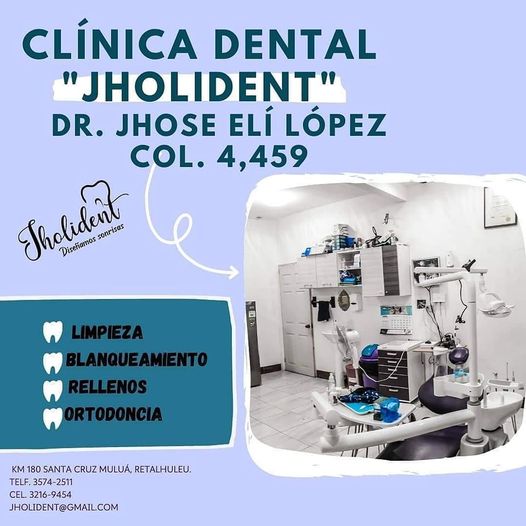 CLÍNICA DENTAL
"JHOLIDENT"
DR. JHOSE ELÍ LÓPEZ
COL. 4,459
Jholident
Diseñamos sonrisas
LIMPIEZA
BLANQUEAMIENTO
RELLENOS
ORTODONCIA
KM 180 SANTA CRUZ MULUÁ, RETALHULEU.
TELF. 3574-2511
CEL. 3216-9454
JHOLIDENT@GMAIL.COM